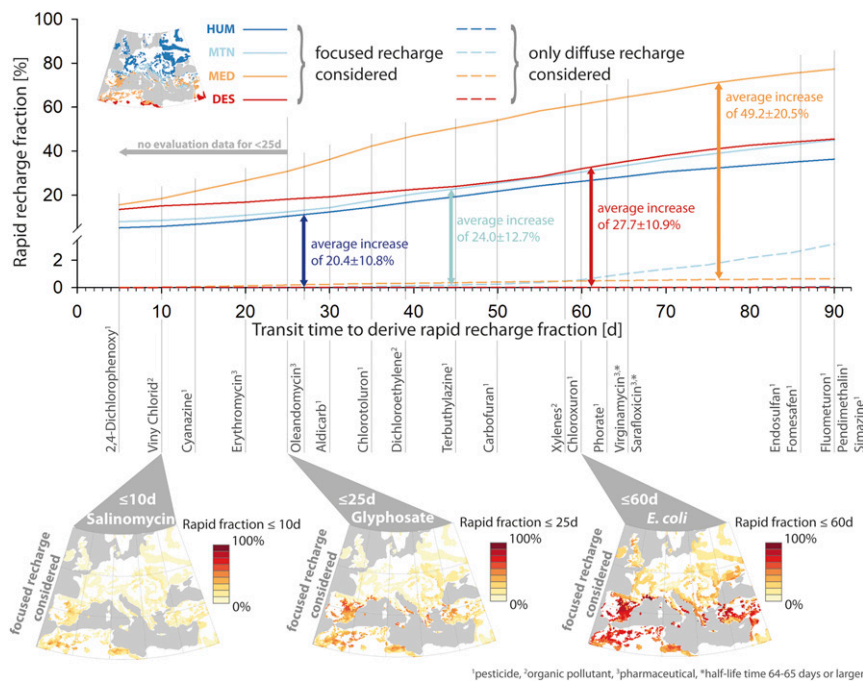 Rapid recharge fraction [%]
100
80
60
40
20
2
0
HUM
MTN
MED
DES
focused recharge
considered
only diffuse recharge
considered
no evaluation data for <25d
average increase
of 20.4±10.8%
average increase
of 24.0±12.7%
average increase
of 27.7±10.9%
average increase of
49.2±20.5%
0 10 20 30 40 50 60 70 80 90
Transit time to derive rapid recharge fraction [d]
2,4-Dichlorophenoxy¹
Viny Chlorid²
Cyanazine¹
Erythromycin³
Oleandomycin³
Aldicarb¹
Chlorotoluron¹
Dichloroethylene²
Terbuthylazine¹
Carbofuran¹
Xylenes²
Chloroxuron¹
Phorate¹
Virginamycin³,*
Sarafloxicin³,*
Endosulfan¹
Fomesafen¹
Fluometuron¹
Pendimethalin¹
Simazine¹
≤10d
Salinomycin
focused recharge
considered
Rapid fraction ≤ 10d
100%
0%
≤25d
Glyphosate
focused recharge
considered
Rapid fraction ≤ 25d
100%
0%
≤60d
E. coli
focused recharge
considered
Rapid fraction ≤ 60d
100%
0%
¹pesticide, ²organic pollutant, ³pharmaceutical, *half-life time 64-65 days or larger